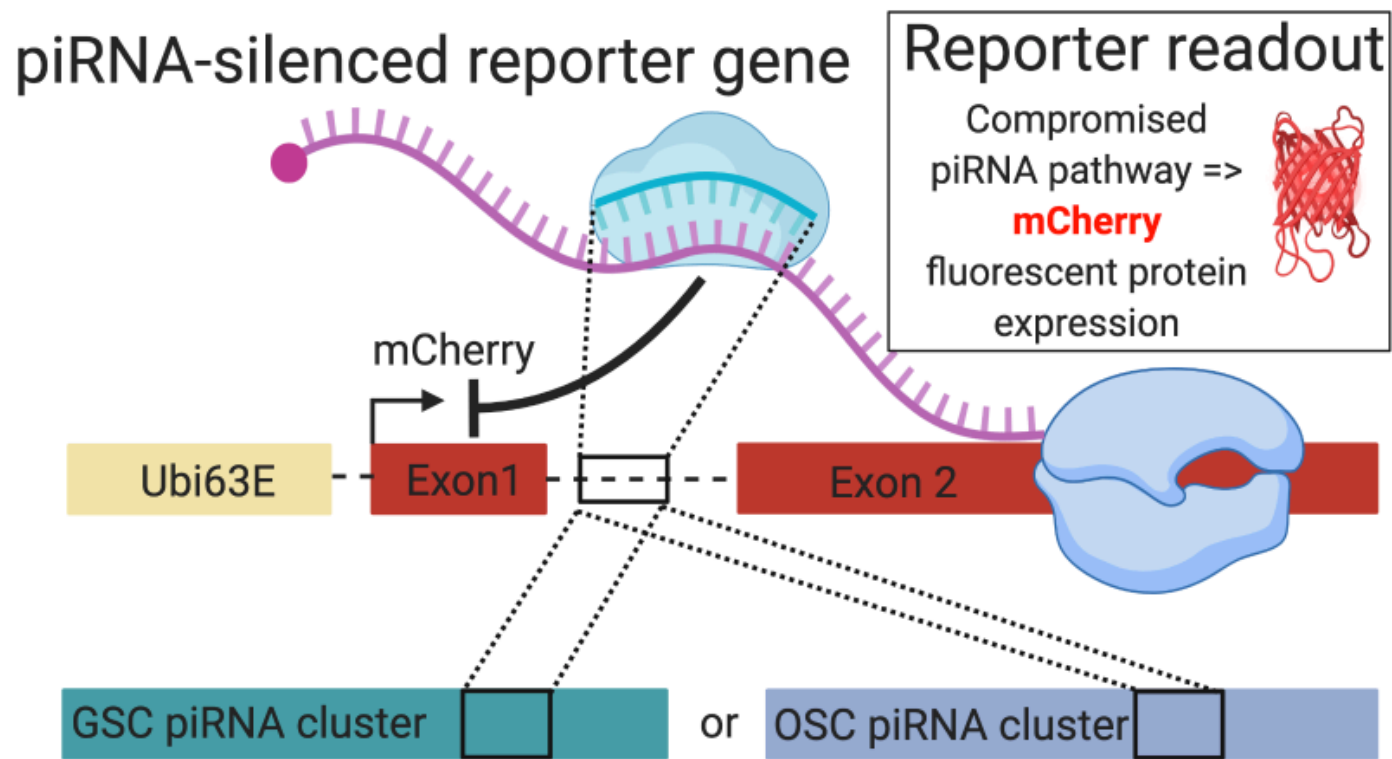 piRNA-silenced reporter gene
Reporter readout
Compromised
piRNA pathway =>
mCherry
fluorescent protein
expression
mCherry
Ubi63E
Exon1
Exon 2
GSC piRNA cluster
or
OSC piRNA cluster